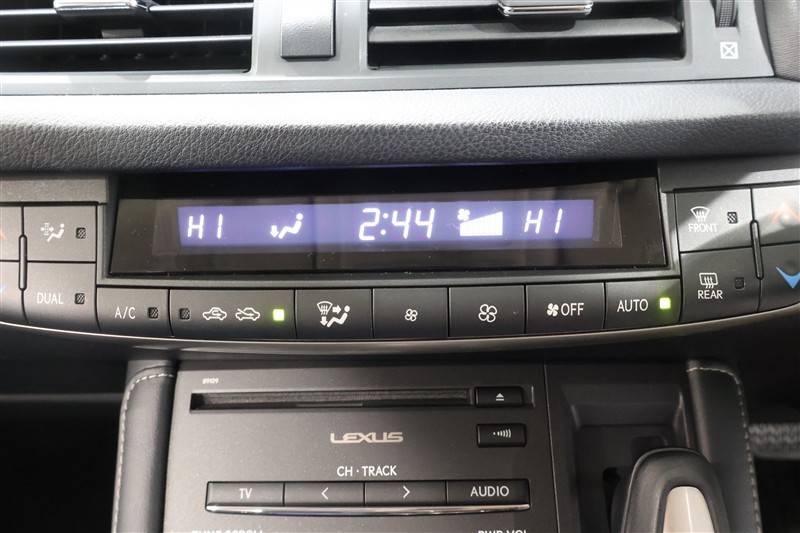 HI 2:44 HI
FRONT
DUAL
A/C
OFF
AUTO
REAR
LEXUS
CH · TRACK
TV < > AUDIO